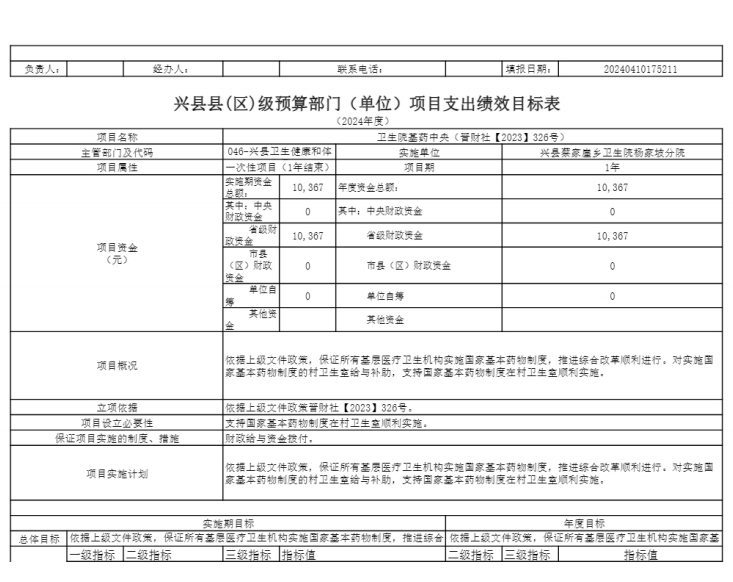 负责人： 经办人： 联系电话： 填报日期： 20240410175211
兴县县(区)级预算部门（单位）项目支出绩效目标表
（2024年度）
项目名称 卫生院基药中央（晋财社【2023】326号）
主管部门及代码 046-兴县卫生健康和体 实施单位 兴县蔡家崖乡卫生院杨家坡分院
项目属性 一次性项目（1年结束） 项目期 1年
项目资金
（元）
实施期资金
总额： 10,367 年度资金总额： 10,367
其中：中央
财政资金 0 其中：中央财政资金 0
省级财
政资金 10,367 省级财政资金 10,367
市县
（区）财政
资金 0 市县（区）财政资金 0
单位自
筹 0 单位自筹 0
其他资
金 其他资金
项目概况
依据上级文件政策，保证所有基层医疗卫生机构实施国家基本药物制度，推进综合改革顺利进行。对实施国
家基本药物制度的村卫生室给与补助，支持国家基本药物制度在村卫生室顺利实施。
立项依据 依据上级文件政策晋财社【2023】326号。
项目设立必要性 支持国家基本药物制度在村卫生室顺利实施。
保证项目实施的制度、措施 财政给与资金拨付。
项目实施计划
依据上级文件政策，保证所有基层医疗卫生机构实施国家基本药物制度，推进综合改革顺利进行。对实施国
家基本药物制度的村卫生室给与补助，支持国家基本药物制度在村卫生室顺利实施。
实施期目标 年度目标
总体目标 依据上级文件政策，保证所有基层医疗卫生机构实施国家基本药物制度，推进综合 依据上级文件政策，保证所有基层医疗卫生机构实施国家基
一级指标 二级指标 三级指标 指标值 二级指标 三级指标 指标值